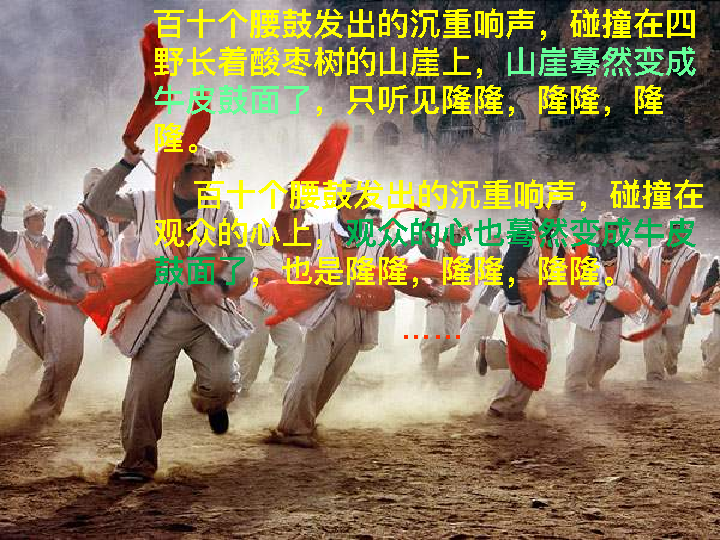 百十个腰鼓发出的沉重响声，碰撞在四
野长着酸枣树的山崖上，山崖蓦然变成
牛皮鼓面了，只听见隆隆，隆隆，隆
隆。
百十个腰鼓发出的沉重响声，碰撞在
观众的心上，观众的心也蓦然变成牛皮
鼓面了，也是隆隆，隆隆，隆隆。
……